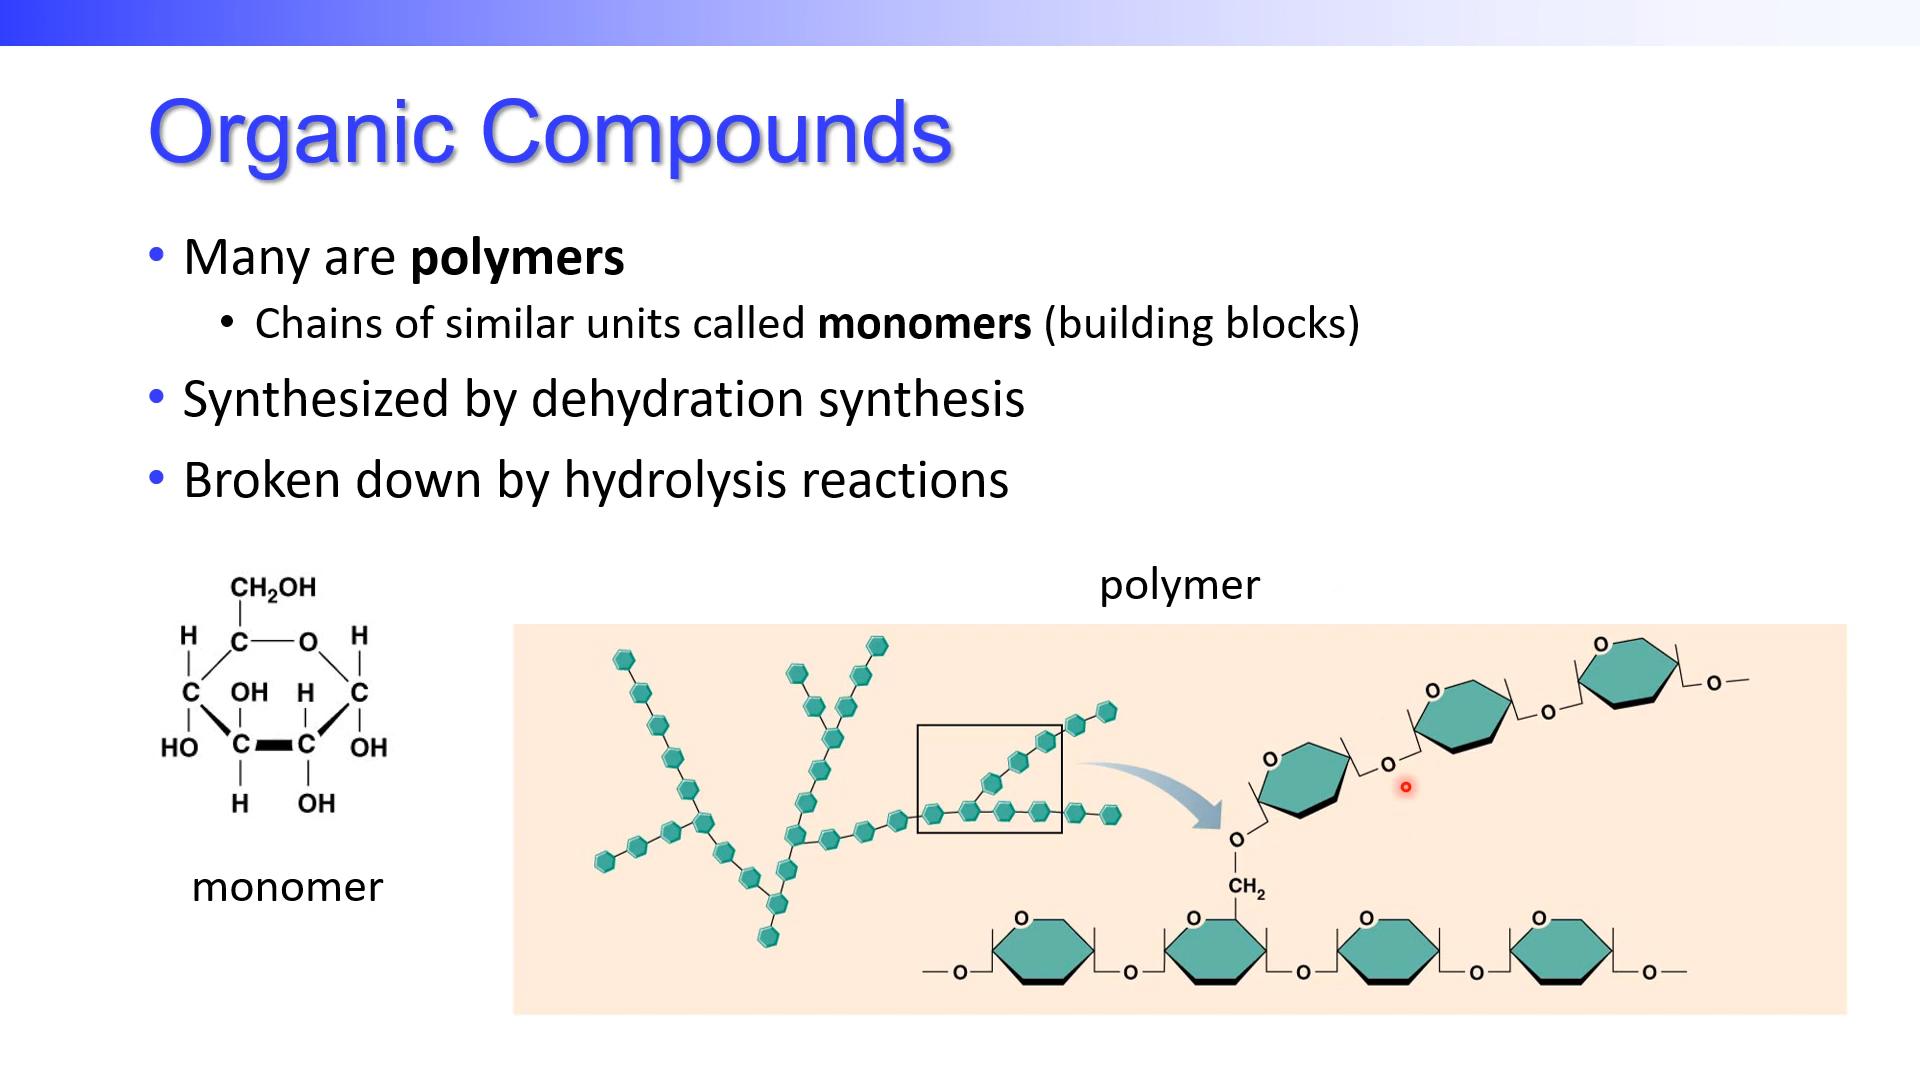 Organic Compounds
• Many are polymers
• Chains of similar units called monomers (building blocks)
• Synthesized by dehydration synthesis
• Broken down by hydrolysis reactions
polymer
CH₂OH
H C O H
C OH H C
HO C C OH
H OH
monomer
O
O
O
O
O
O
O
CH₂
O O O O
O O O O O